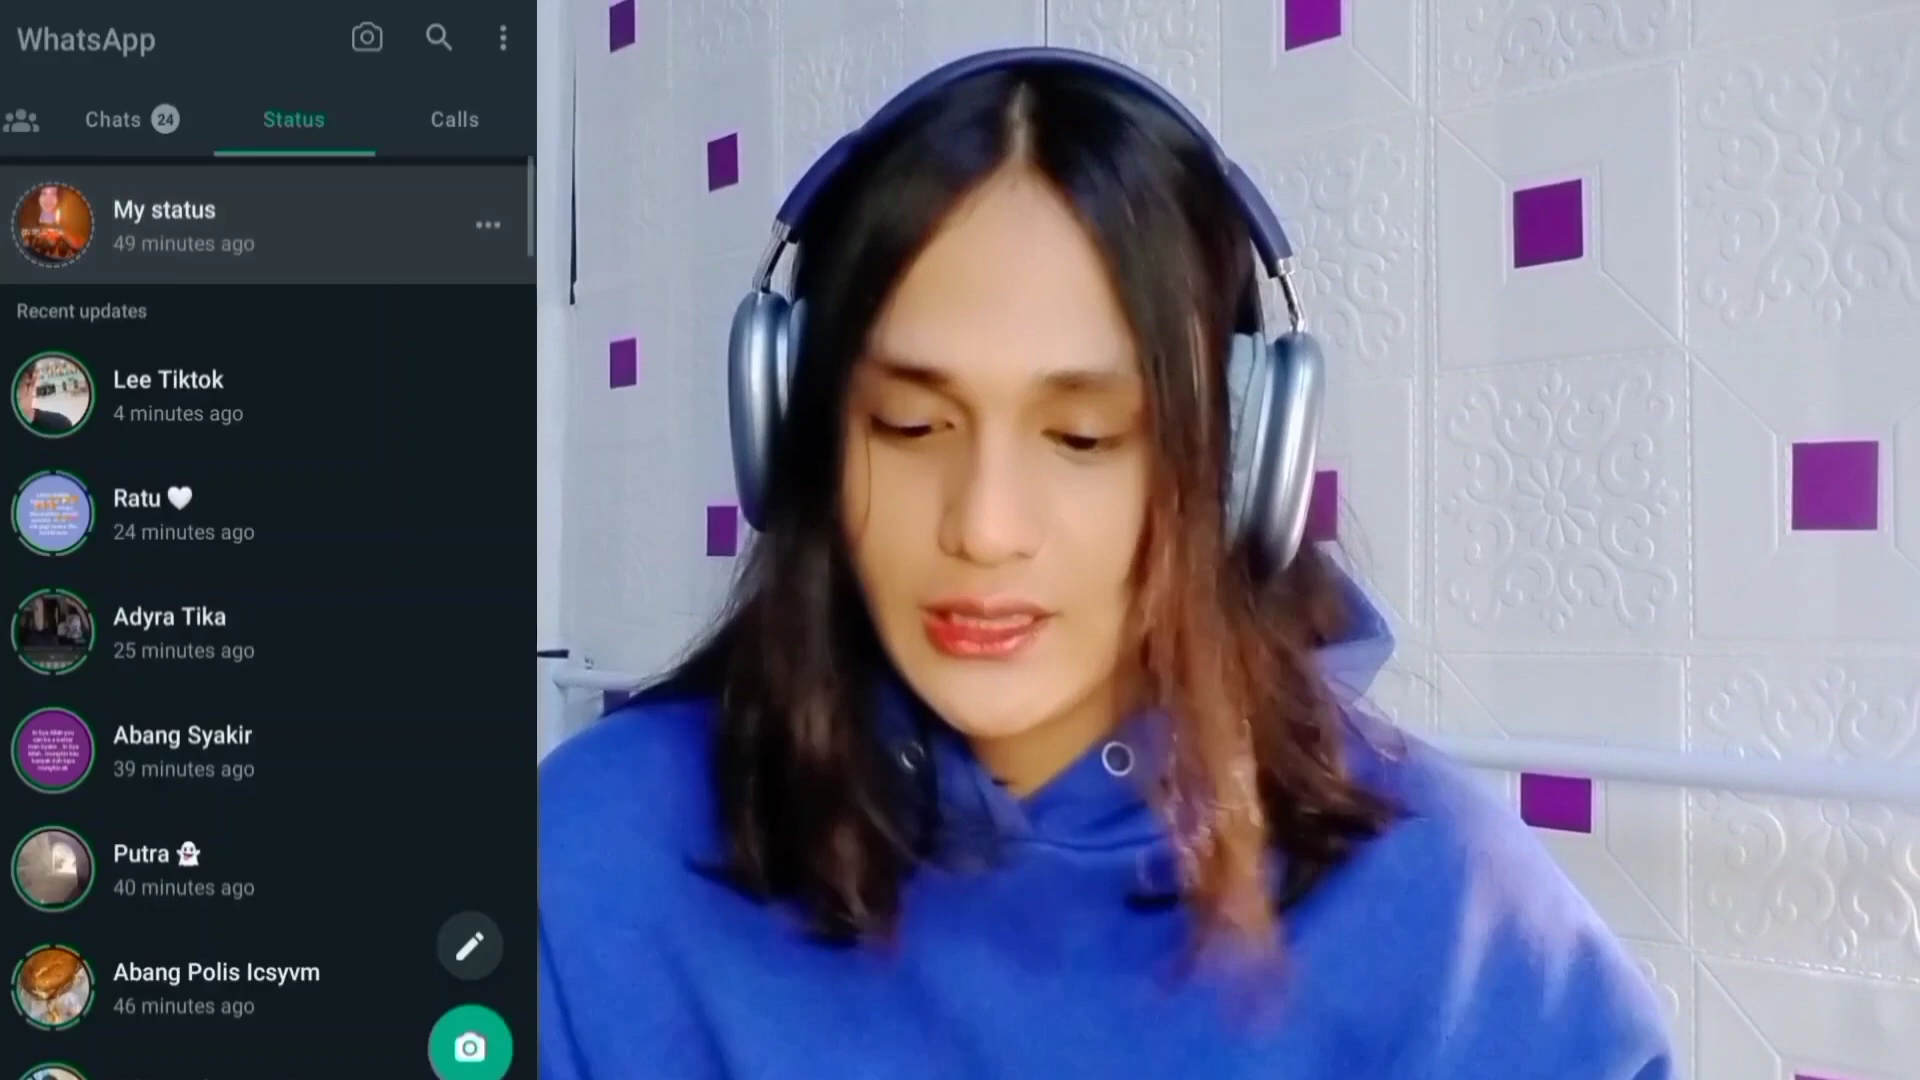 WhatsApp
Chats 24
Status
Calls
My status
49 minutes ago
Recent updates
Lee Tiktok
4 minutes ago
Ratu 🤍
24 minutes ago
Adyra Tika
25 minutes ago
Abang Syakir
39 minutes ago
Putra 👻
40 minutes ago
Abang Polis Icsyvm
46 minutes ago